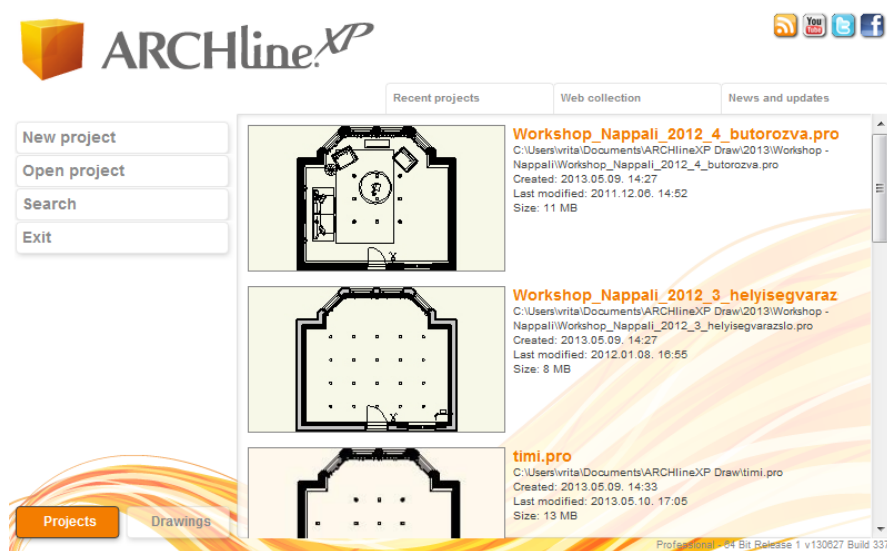 ARCHline.XP
You
Tube
Recent projects
Web collection
News and updates
New project
Open project
Search
Exit
Workshop_Nappali_2012_4_butorozva.pro
C:\Users\vrita\Documents\ARCHlineXP Draw\2013\Workshop -
Nappali\Workshop_Nappali_2012_4_butorozva.pro
Created: 2013.05.09. 14:27
Last modified: 2011.12.06. 14:52
Size: 11 MB
Workshop_Nappali_2012_3_helyisegvaraz
C:\Users\vrita\Documents\ARCHlineXP Draw\2013\Workshop -
Nappali\Workshop_Nappali_2012_3_helyisegvarazslo.pro
Created: 2013.05.09. 14:27
Last modified: 2012.01.08. 16:55
Size: 8 MB
timi.pro
C:\Users\vrita\Documents\ARCHlineXP Draw\timi.pro
Created: 2013.05.09. 14:33
Last modified: 2013.05.10. 17:05
Size: 13 MB
Projects
Drawings
Professional - 64 Bit Release 1 v130627 Build 337